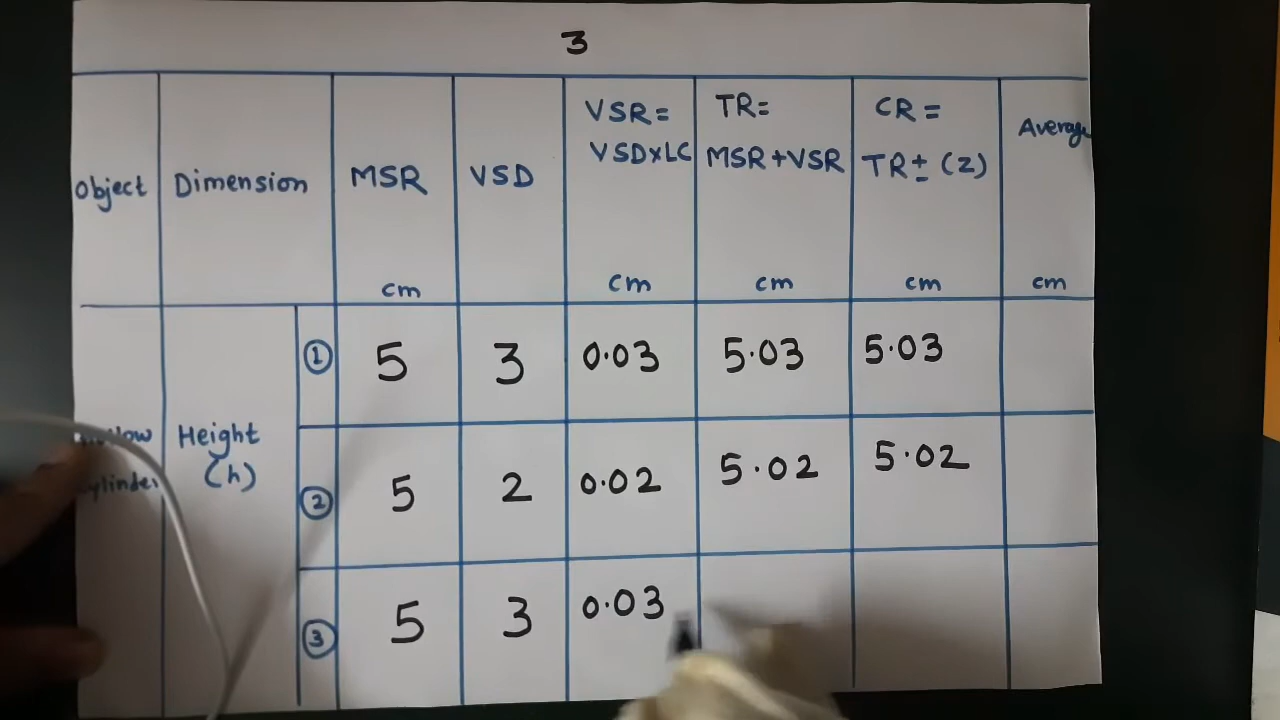 3
Object
Dimension
MSR
cm
VSD
VSR=
VSD×LC
cm
TR=
MSR+VSR
cm
CR=
TR± (z)
cm
Average
cm
Height
(h)
① 5 3 0.03 5.03 5.03
② 5 2 0.02 5.02 5.02
③ 5 3 0.03